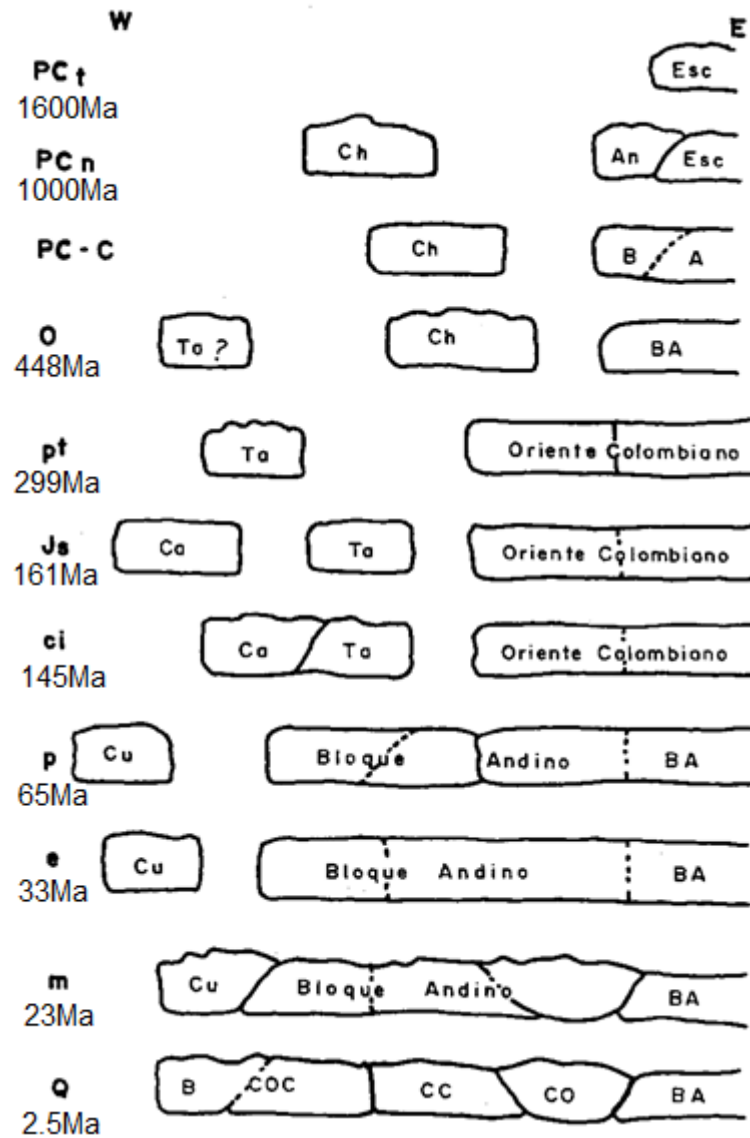 W E
PC t Esc
1600Ma
PC n Ch An Esc
1000Ma
PC - C Ch B A
O Ta ? Ch BA
448Ma
pt Ta Oriente Colombiano
299Ma
Js Ca Ta Oriente Colombiano
161Ma
ci Ca Ta Oriente Colombiano
145Ma
p Cu Bloque Andino BA
65Ma
e Cu Bloque Andino BA
33Ma
m Cu Bloque Andino BA
23Ma
Q B COC CC CO BA
2.5Ma